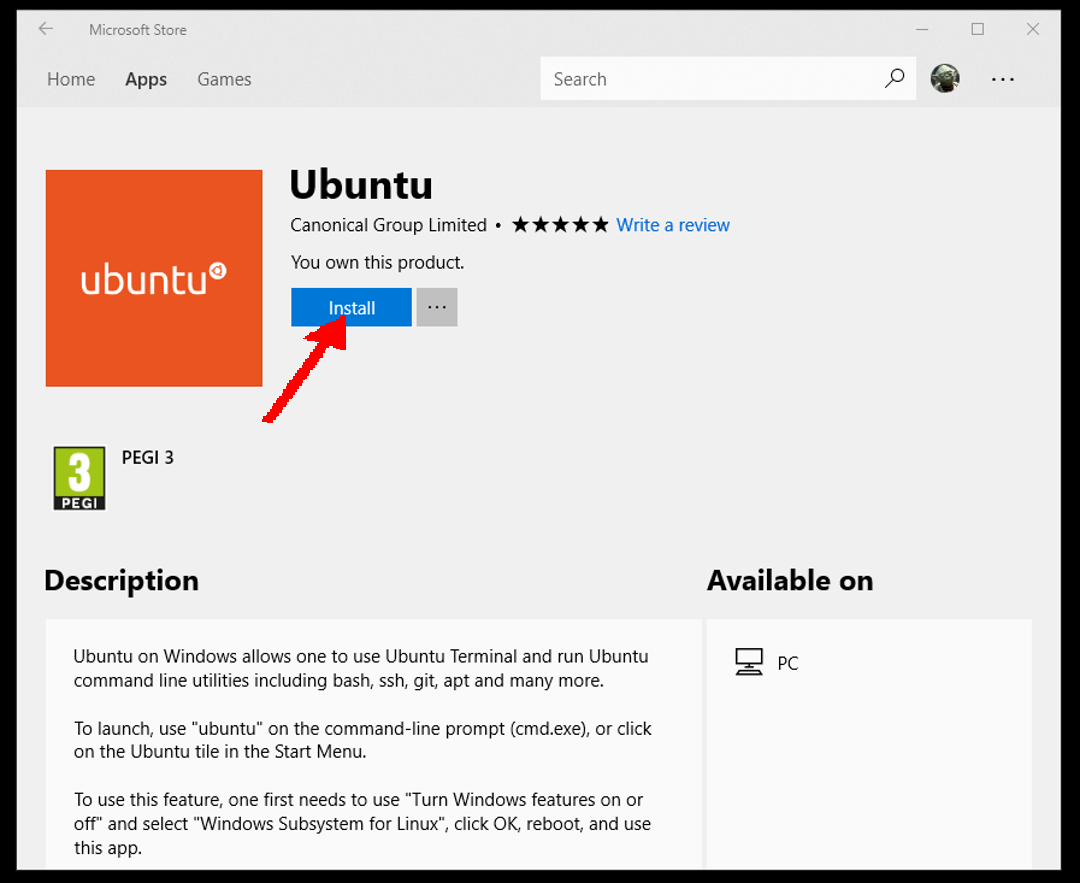 Microsoft Store
Home Apps Games Search
ubuntu
Ubuntu
Canonical Group Limited • ★★★★★ Write a review
You own this product.
Install ...
3
PEGI
PEGI 3
Description
Ubuntu on Windows allows one to use Ubuntu Terminal and run Ubuntu
command line utilities including bash, ssh, git, apt and many more.
To launch, use "ubuntu" on the command-line prompt (cmd.exe), or click
on the Ubuntu tile in the Start Menu.
To use this feature, one first needs to use "Turn Windows features on or
off" and select "Windows Subsystem for Linux", click OK, reboot, and use
this app.
Available on
PC